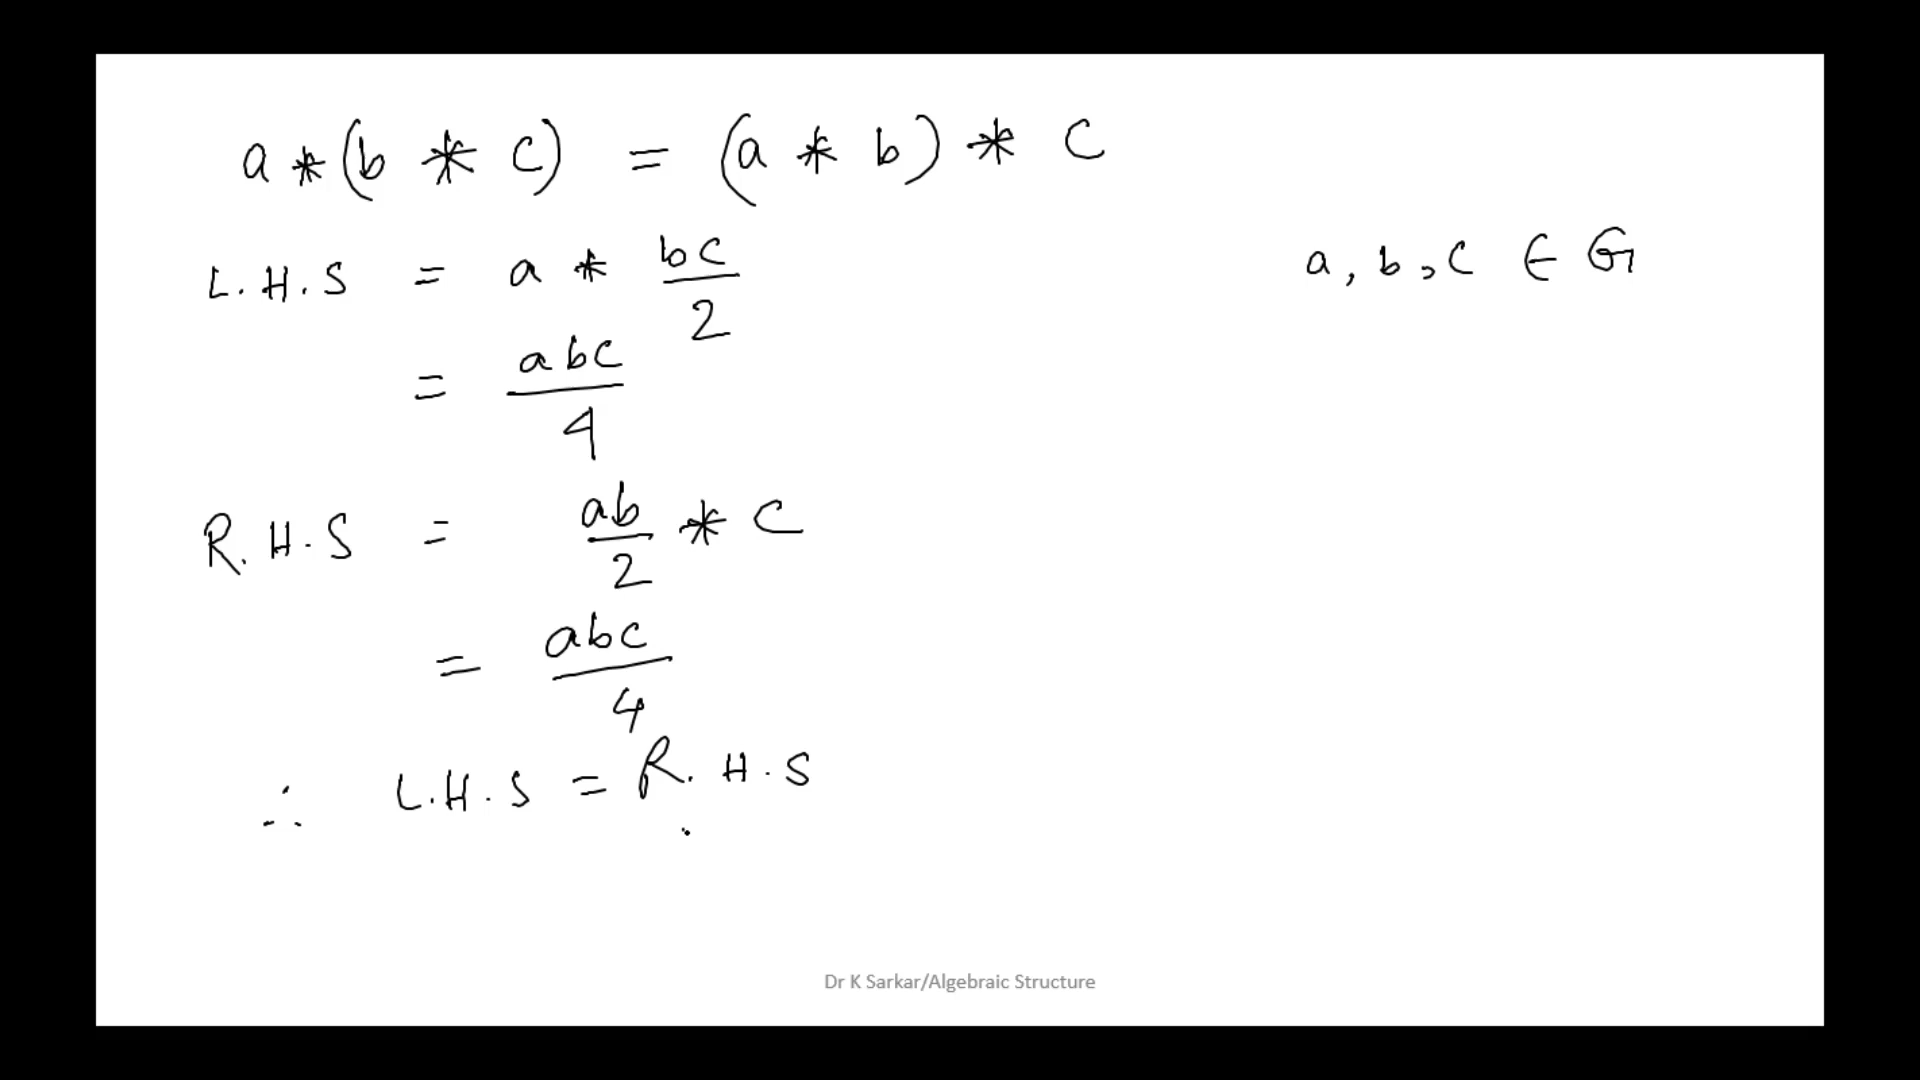 a * (b * c) = (a * b) * c
L.H.S = a * bc/2
a, b, c ∈ G
= abc/4
R.H.S = ab/2 * c
= abc/4
∴ L.H.S = R.H.S
Dr K Sarkar/Algebraic Structure